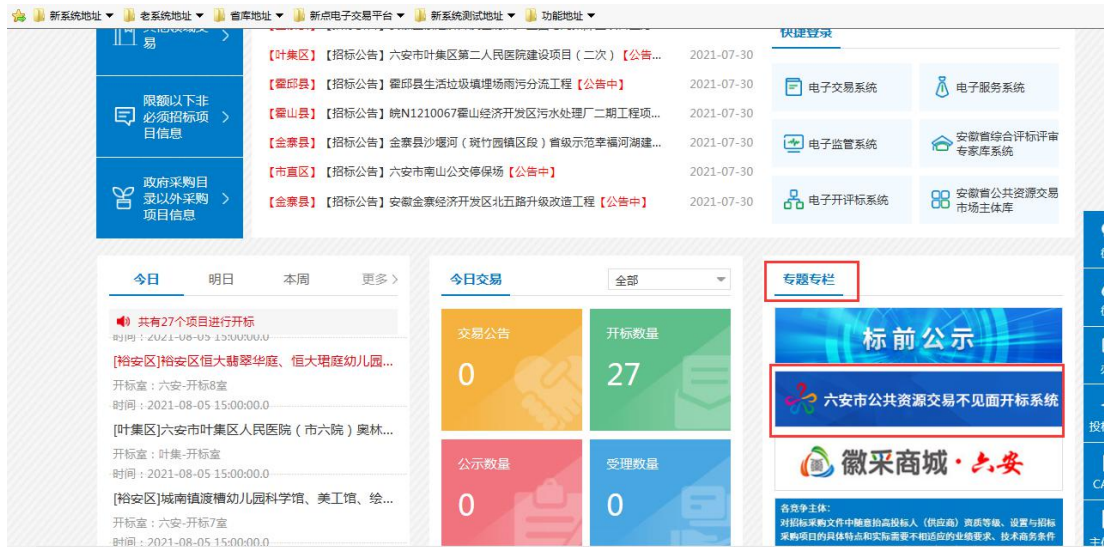 新系统地址 老系统地址 省库地址 新点电子交易平台 新系统测试地址 功能地址
易
限额以下非
必须招标项
目信息
政府采购目
录以外采购
项目信息
【叶集区】【招标公告】六安市叶集区第二人民医院建设项目（二次）【公告... 2021-07-30
【霍邱县】【招标公告】霍邱县生活垃圾填埋场雨污分流工程【公告中】 2021-07-30
【霍山县】【招标公告】皖N1210067霍山经济开发区污水处理厂二期工程项... 2021-07-30
【金寨县】【招标公告】金寨县沙堰河（斑竹园镇区段）省级示范幸福河湖建... 2021-07-30
【市直区】【招标公告】六安市南山公交停保场【公告中】 2021-07-30
【金寨县】【招标公告】安徽金寨经济开发区北五路升级改造工程【公告中】 2021-07-30
快捷登录
电子交易系统
电子服务系统
电子监管系统
安徽省综合评标评审
专家库系统
电子开评标系统
安徽省公共资源交易
市场主体库
今日 明日 本周 更多 >
共有27个项目进行开标
时间：2021-08-05 15:00:00.0
[裕安区]裕安区恒大翡翠华庭、恒大珺庭幼儿园...
开标室：六安-开标8室
时间：2021-08-05 15:00:00.0
[叶集区]六安市叶集区人民医院（市六院）奥林...
开标室：叶集-开标室
时间：2021-08-05 15:00:00.0
[裕安区]城南镇渡槽幼儿园科学馆、美工馆、绘...
开标室：六安-开标7室
时间：2021-08-05 15:00:00.0
今日交易
全部
交易公告
0
开标数量
27
公示数量
0
受理数量
0
专题专栏
标前公示
六安市公共资源交易不见面开标系统
徽采商城·六安
各竞争主体：
对招标采购文件中随意抬高投标人（供应商）资质等级、设置与招标
采购项目的具体特点和实际需要不相适应的业绩要求、技术商务条件
投标
CA
主体